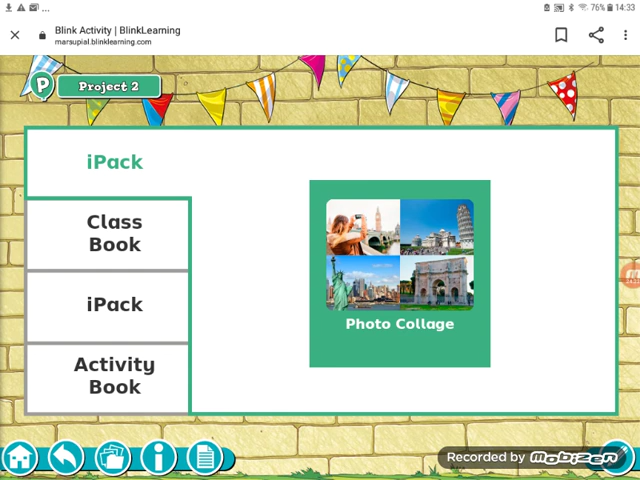 76% 14:33
Blink Activity | BlinkLearning
marsupial.blinklearning.com
P Project 2
iPack
Class
Book
iPack
Activity
Book
Photo Collage
Recorded by Mobizen